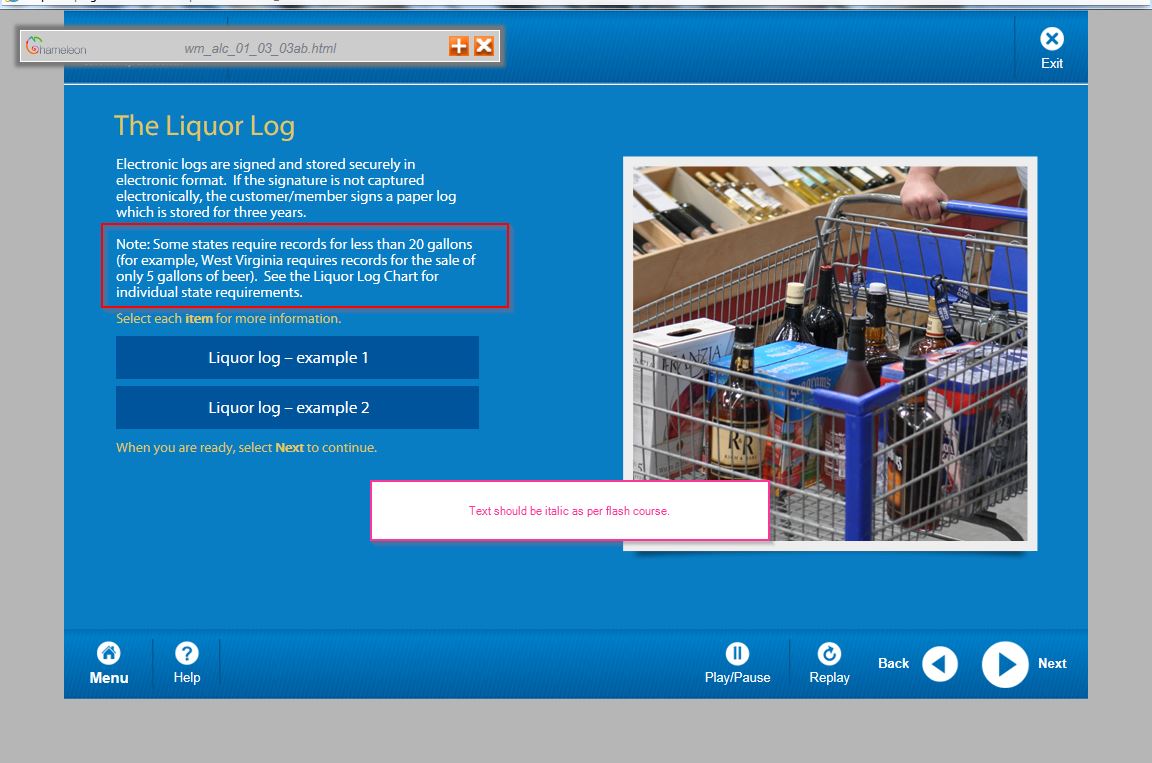 hameleon
wm_alc_01_03_03ab.html
Exit
The Liquor Log
Electronic logs are signed and stored securely in
electronic format.  If the signature is not captured
electronically, the customer/member signs a paper log
which is stored for three years.
Note: Some states require records for less than 20 gallons
(for example, West Virginia requires records for the sale of
only 5 gallons of beer).  See the Liquor Log Chart for
individual state requirements.
Select each item for more information.
Liquor log – example 1
Liquor log – example 2
When you are ready, select Next to continue.
FRANZIA
R&R
Text should be italic as per flash course.
Menu
Help
Play/Pause
Replay
Back
Next